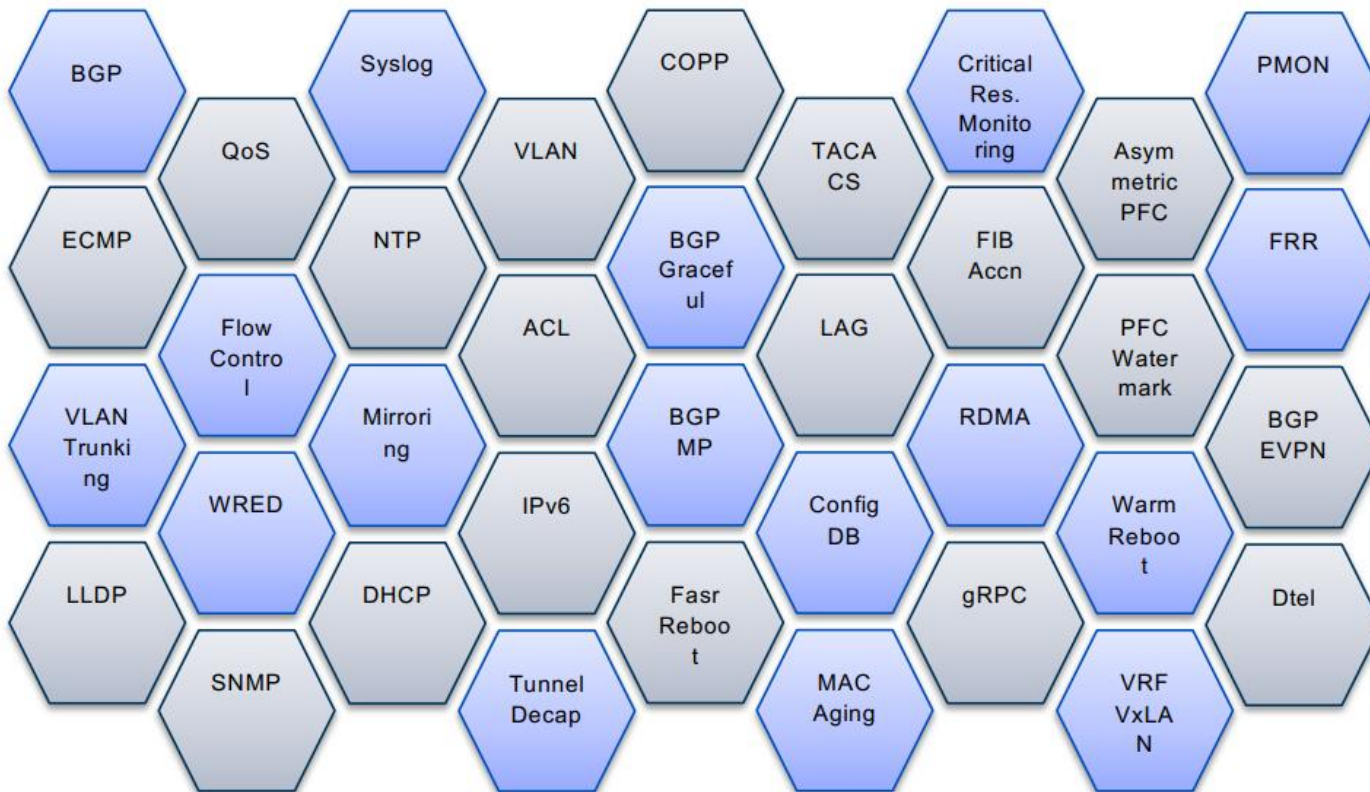 BGP
Syslog
COPP
Critical
Res.
Monito
ring
PMON
QoS
VLAN
TACA
CS
Asym
metric
PFC
ECMP
NTP
BGP
Gracef
ul
FIB
Accn
FRR
Flow
Contro
l
ACL
LAG
PFC
Water
mark
VLAN
Trunki
ng
Mirrori
ng
BGP
MP
RDMA
BGP
EVPN
WRED
IPv6
Config
DB
Warm
Reboo
t
LLDP
DHCP
Fasr
Reboo
t
gRPC
Dtel
SNMP
Tunnel
Decap
MAC
Aging
VRF
VxLA
N